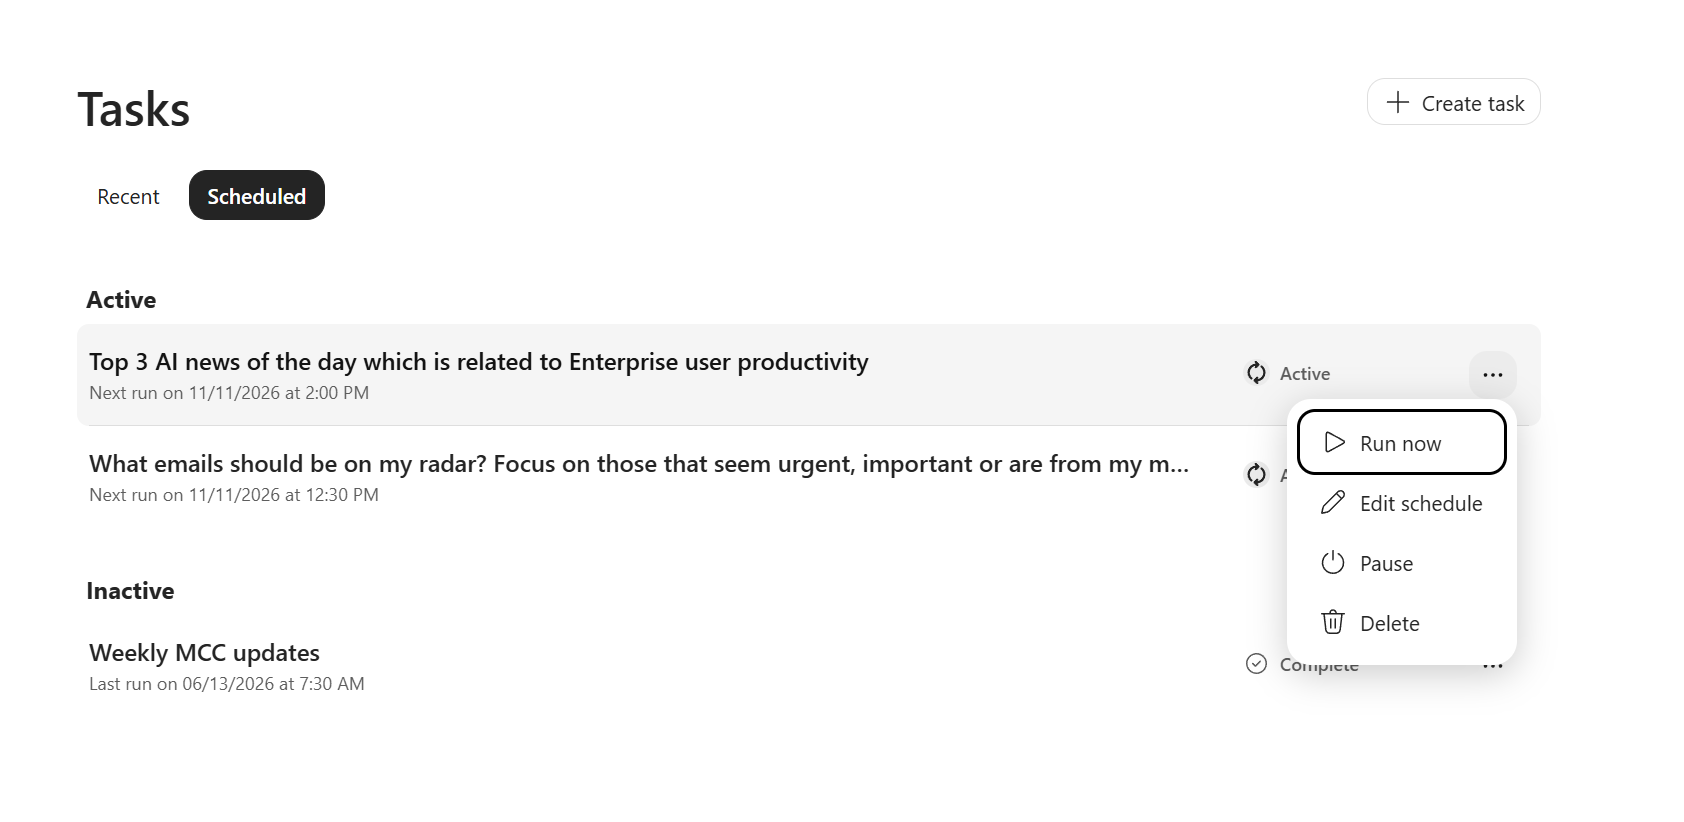 Tasks
+ Create task
Recent
Scheduled
Active
Top 3 AI news of the day which is related to Enterprise user productivity
Next run on 11/11/2026 at 2:00 PM
Active
...
What emails should be on my radar? Focus on those that seem urgent, important or are from my m...
Next run on 11/11/2026 at 12:30 PM
Run now
Edit schedule
Pause
Delete
Inactive
Weekly MCC updates
Last run on 06/13/2026 at 7:30 AM
Complete
...